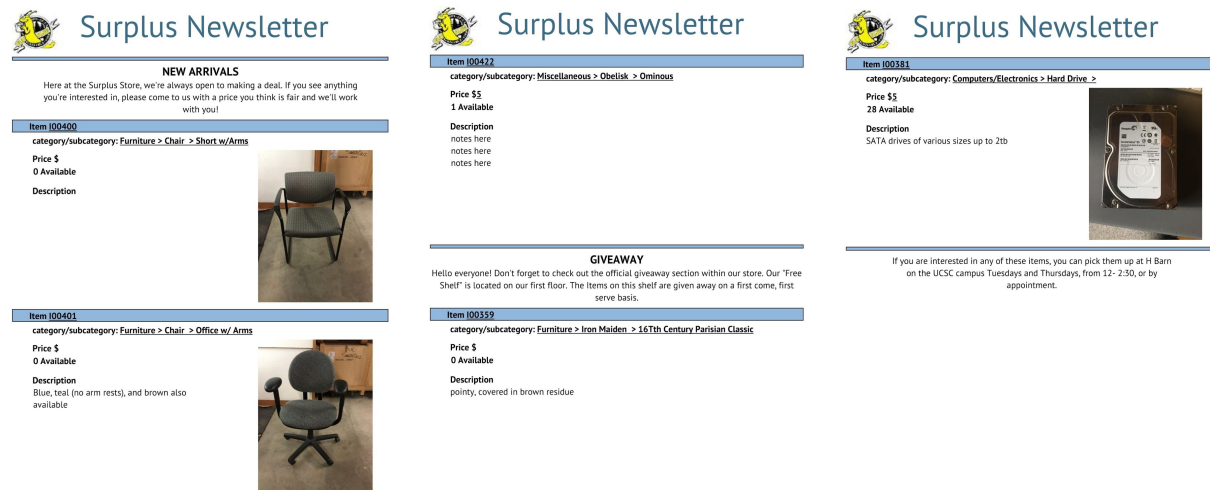 Surplus Newsletter
NEW ARRIVALS
Here at the Surplus Store, we're always open to making a deal. If you see anything
you're interested in, please come to us with a price you think is fair and we'll work
with you!
Item I00400
category/subcategory: Furniture > Chair > Short w/Arms
Price $
0 Available
Description
Item I00401
category/subcategory: Furniture > Chair > Office w/ Arms
Price $
0 Available
Description
Blue, teal (no arm rests), and brown also
available
Surplus Newsletter
Item I00422
category/subcategory: Miscellaneous > Obelisk > Ominous
Price $5
1 Available
Description
notes here
notes here
notes here
GIVEAWAY
Hello everyone! Don't forget to check out the official giveaway section within our store. Our "Free
Shelf" is located on our first floor. The Items on this shelf are given away on a first come, first
serve basis.
Item I00359
category/subcategory: Furniture > Iron Maiden > 16Tth Century Parisian Classic
Price $
0 Available
Description
pointy, covered in brown residue
Surplus Newsletter
Item I00381
category/subcategory: Computers/Electronics > Hard Drive >
Price $5
28 Available
Description
SATA drives of various sizes up to 2tb
If you are interested in any of these items, you can pick them up at H Barn
on the UCSC campus Tuesdays and Thursdays, from 12- 2:30, or by
appointment.